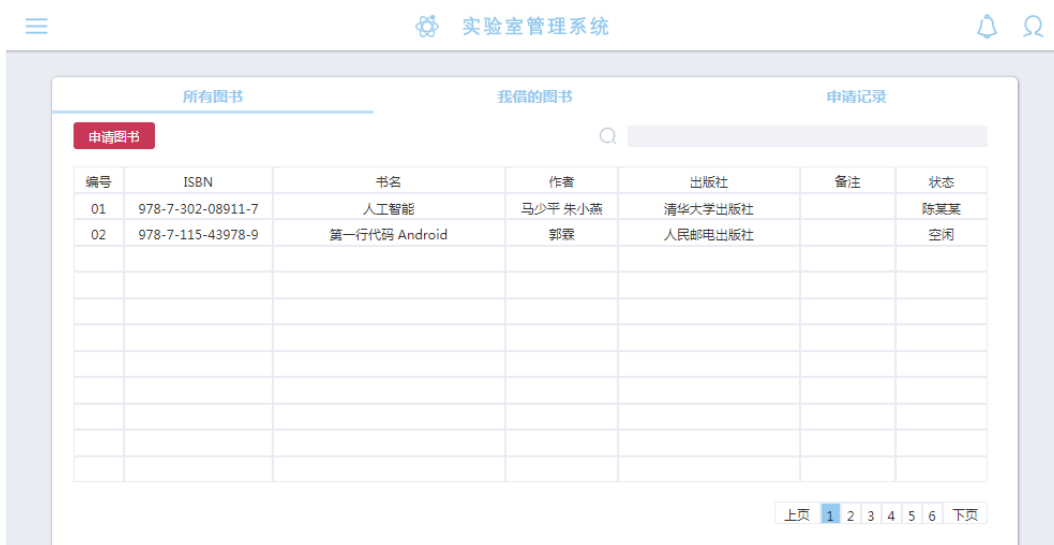 实验室管理系统
所有图书 我借的图书 申请记录
申请图书
编号 ISBN 书名 作者 出版社 备注 状态
01 978-7-302-08911-7 人工智能 马少平 朱小燕 清华大学出版社 陈某某
02 978-7-115-43978-9 第一行代码 Android 郭霖 人民邮电出版社 空闲
上页 1 2 3 4 5 6 下页